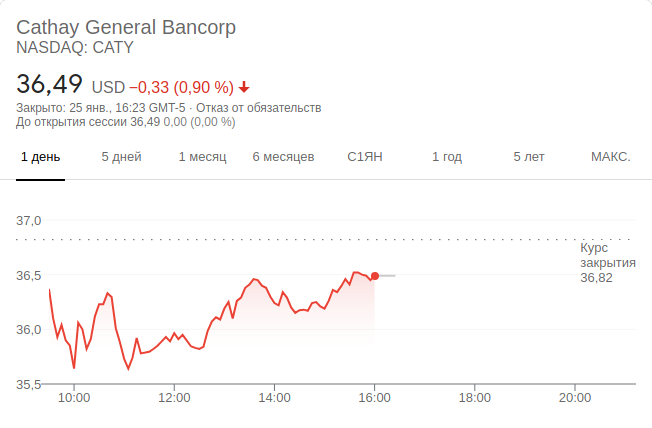 Cathay General Bancorp
NASDAQ: CATY
36,49 USD −0,33 (0,90 %)
Закрыто: 25 янв., 16:23 GMT-5 · Отказ от обязательств
До открытия сессии 36,49 0,00 (0,00 %)
1 день 5 дней 1 месяц 6 месяцев С1ЯН 1 год 5 лет МАКС.
37,0
Курс
закрытия
36,82
36,5
36,0
35,5
10:00 12:00 14:00 16:00 18:00 20:00